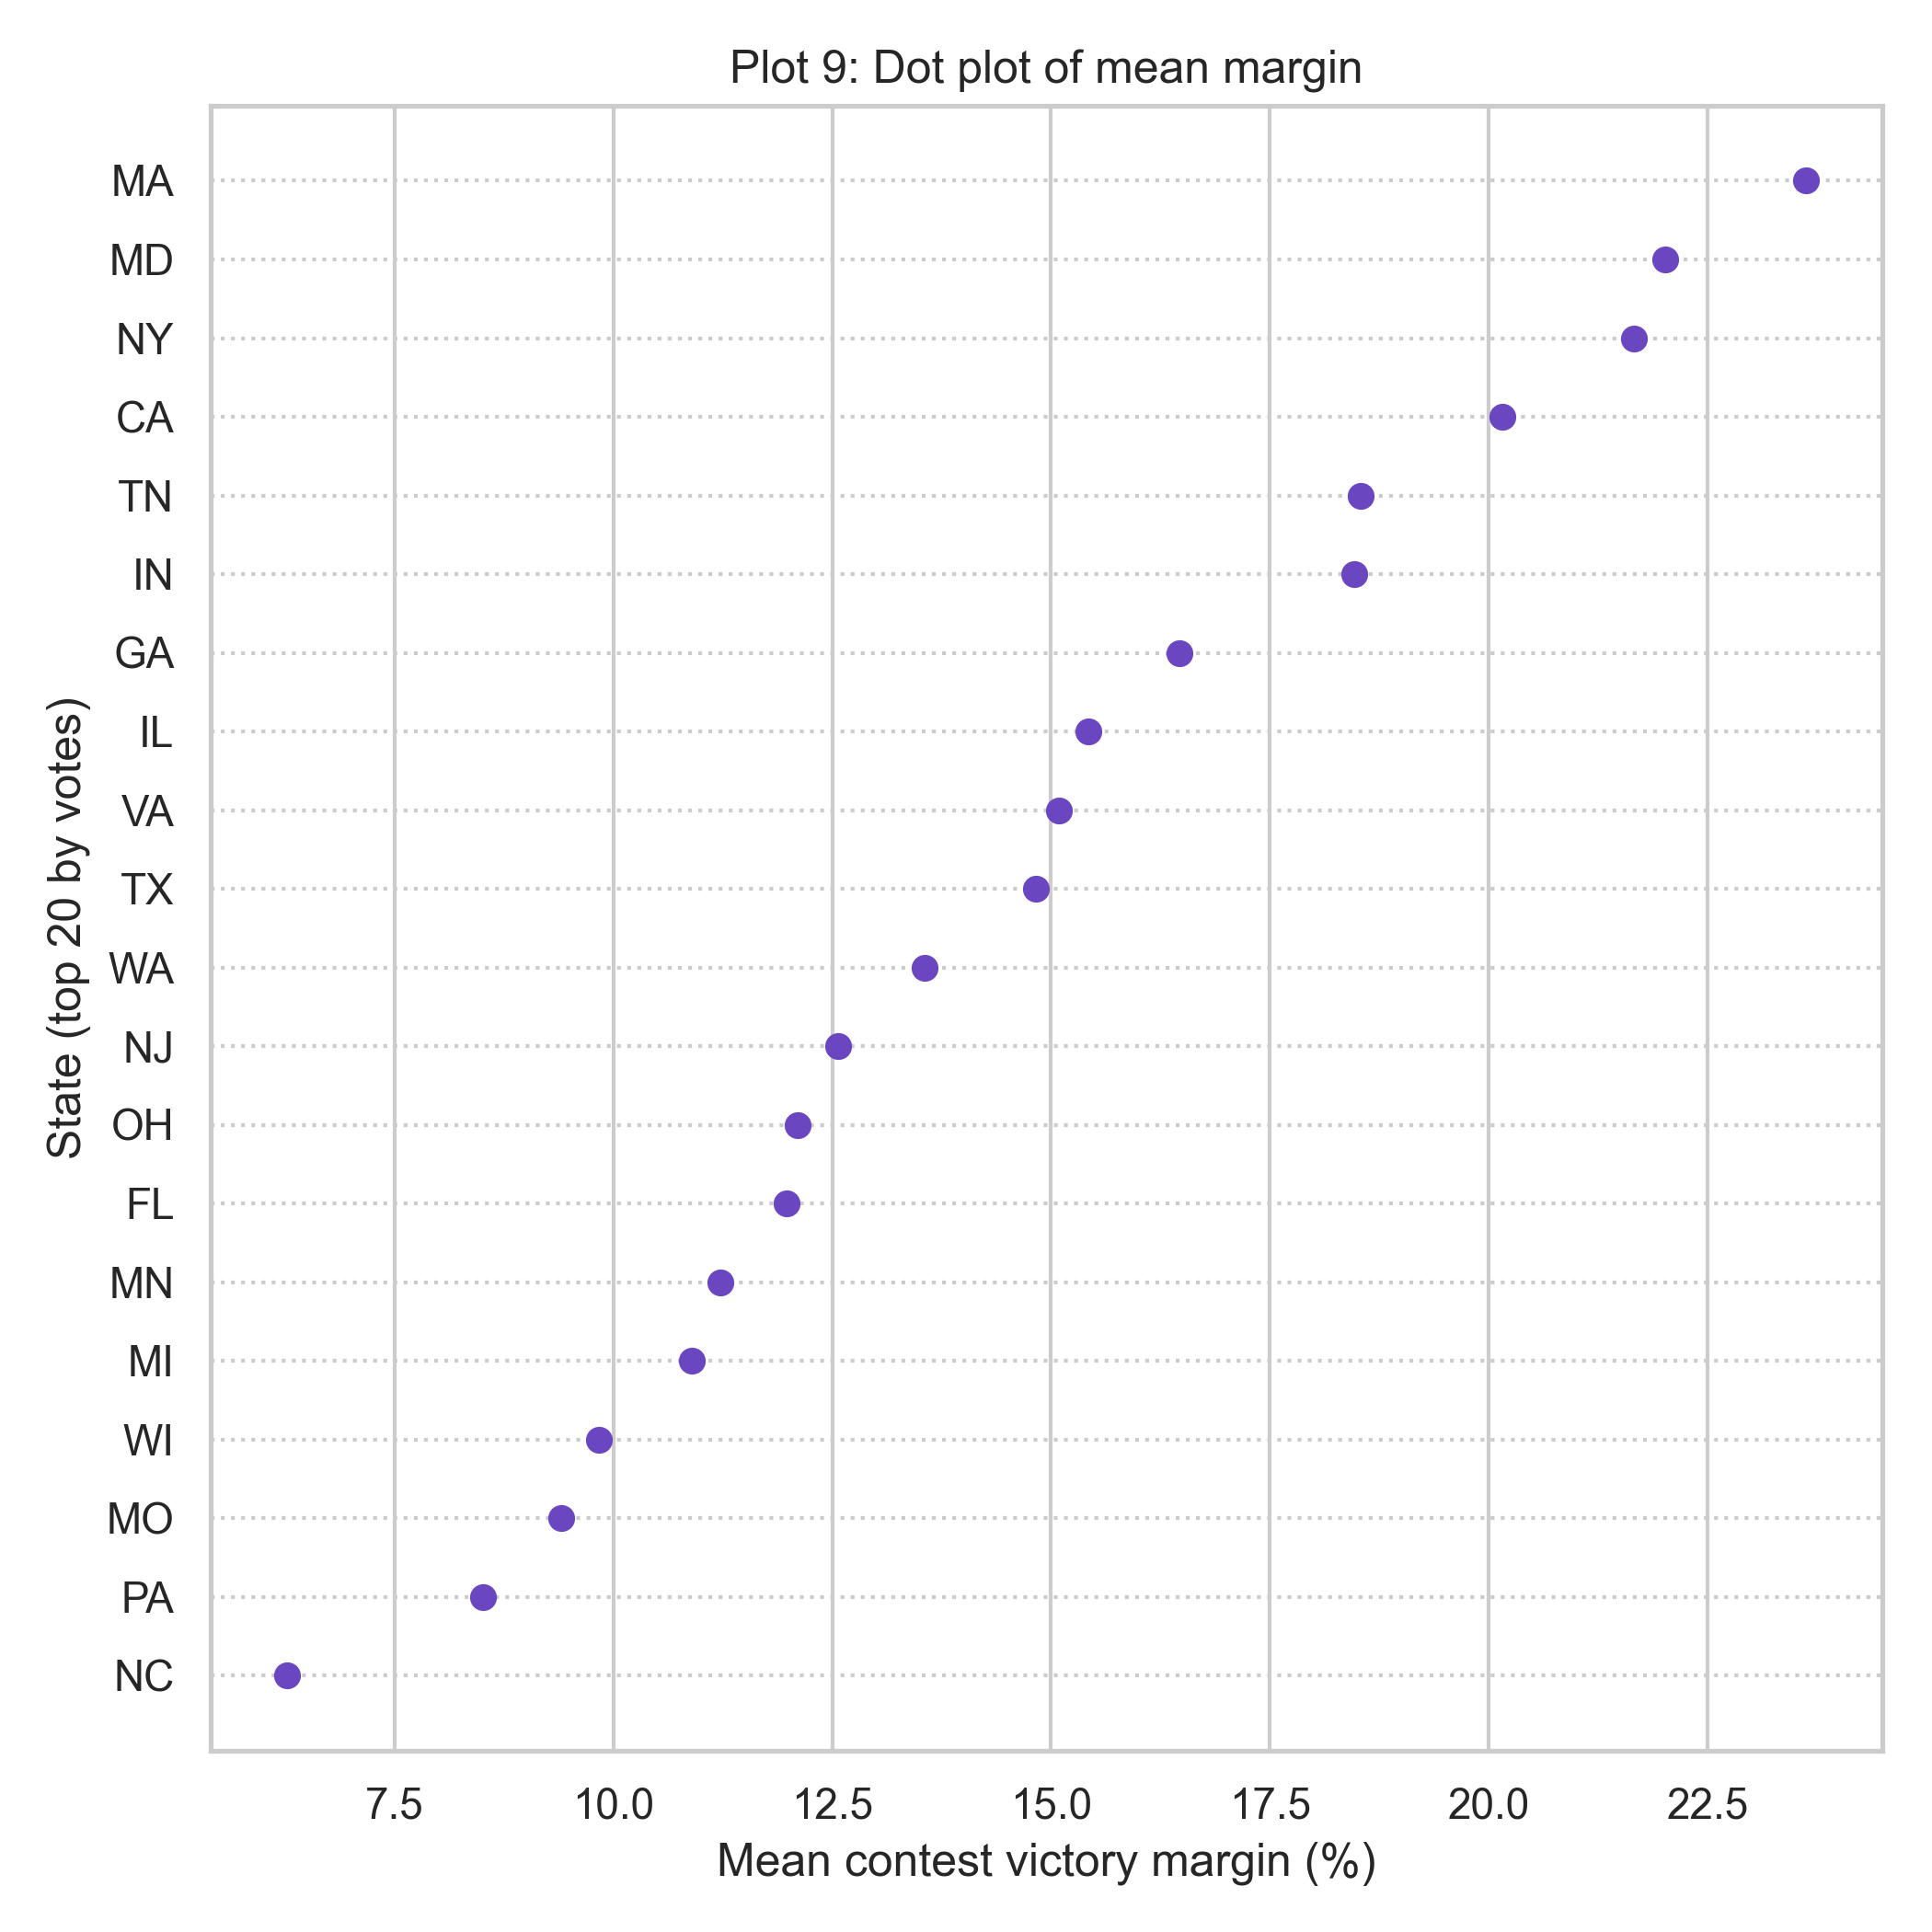 Plot 9: Dot plot of mean margin
State (top 20 by votes)
MA
MD
NY
CA
TN
IN
GA
IL
VA
TX
WA
NJ
OH
FL
MN
MI
WI
MO
PA
NC
7.5 10.0 12.5 15.0 17.5 20.0 22.5
Mean contest victory margin (%)